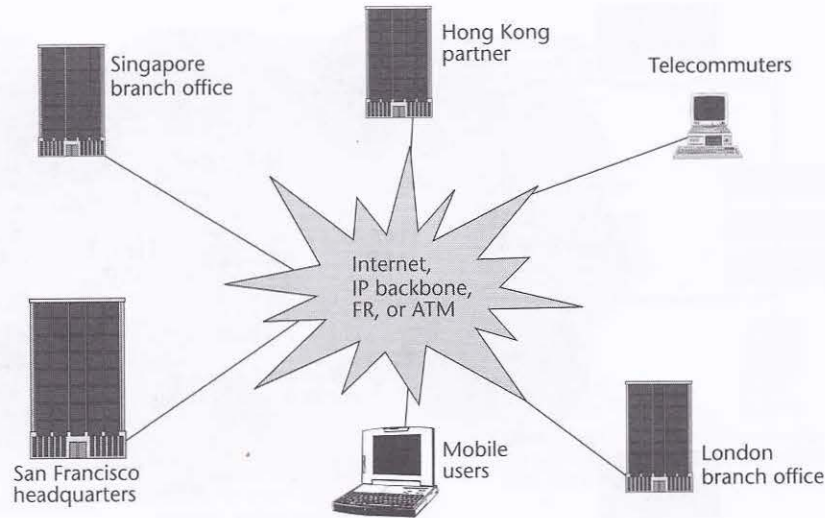 Singapore
branch office
Hong Kong
partner
Telecommuters
Internet,
IP backbone,
FR, or ATM
San Francisco
headquarters
Mobile
users
London
branch office